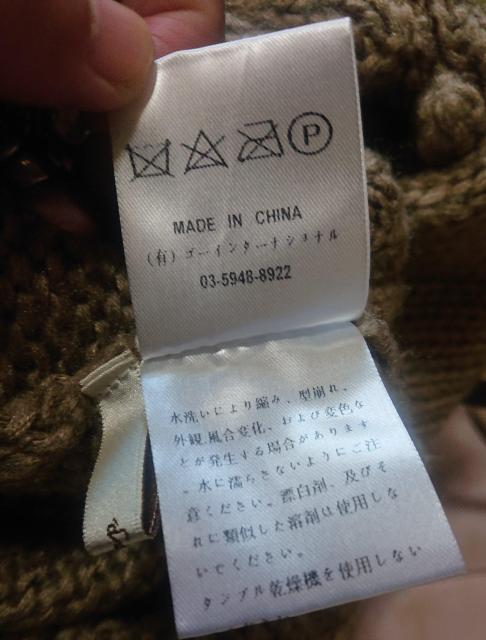 P
MADE IN CHINA
(有)ゴーインターナショナル
03-5948-8922
水洗いにより縮み、型崩れ、
外観、風合変化、および変色な
どが発生する場合があります
。水に濡らさないようにご注
意ください。漂白剤、及びそ
れに類似した溶剤は使用しな
いでください。
タンブル乾燥機を使用しない